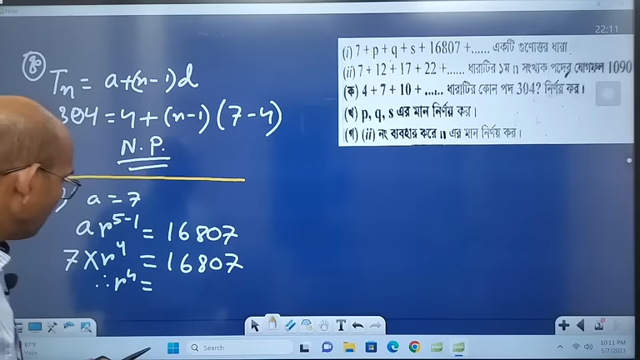 22:11
(i) 7 + p + q + s + 16807 +...... একটি গুণোত্তর ধারা
(ii) 7 + 12 + 17 + 22 +...... ধারাটির ১ম n সংখ্যক পদের যোগফল 1090
(ক) 4 + 7 + 10 +...... ধারাটির কোন পদ 304? নির্ণয় কর।
(খ) p, q, s এর মান নির্ণয় কর।
(গ) (ii) নং ব্যবহার করে n এর মান নির্ণয় কর।
Tn = a+(n-1)d
304 = 4+(n-1)(7-4)
N.P.
a = 7
ar^5-1 = 16807
7×r^4 = 16807
∴r^4 =
Search
10:11 PM
5/7/2023